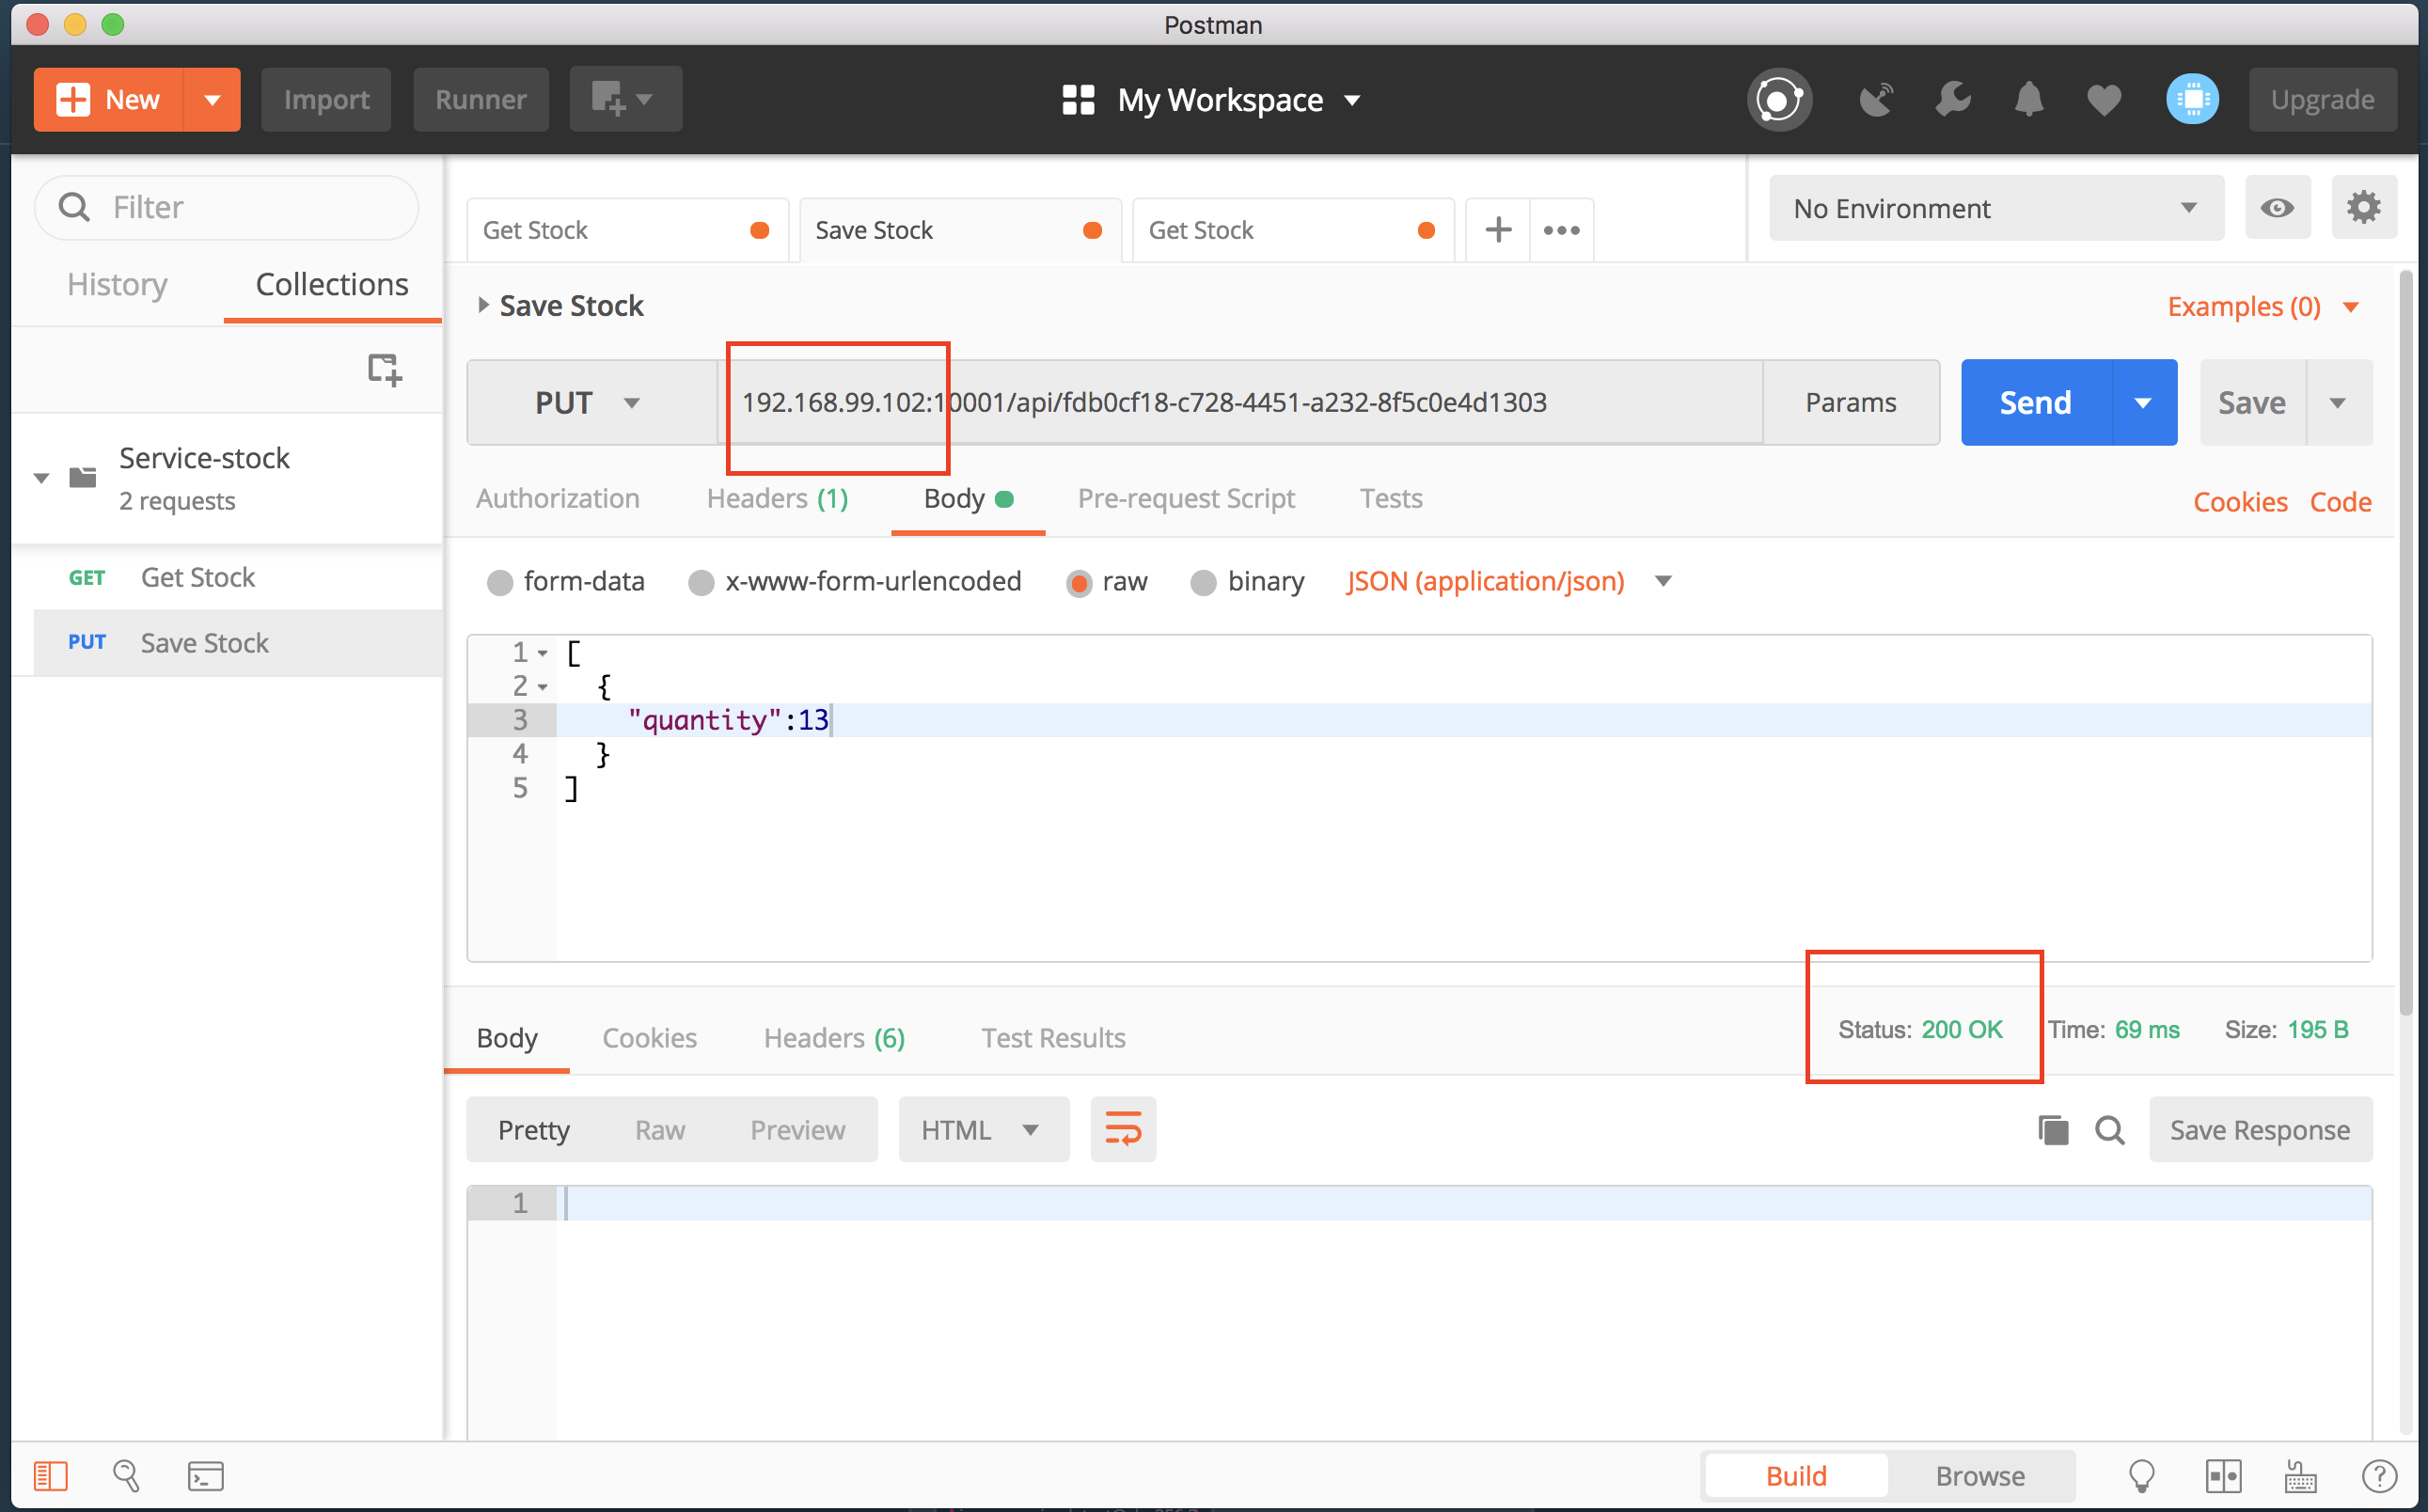 Postman
New
Import
Runner
My Workspace
Upgrade
Filter
History
Collections
Service-stock
2 requests
GET Get Stock
PUT Save Stock
Get Stock
Save Stock
Get Stock
No Environment
Save Stock
Examples (0)
PUT
192.168.99.102:10001/api/fdb0cf18-c728-4451-a232-8f5c0e4d1303
Params
Send
Save
Authorization
Headers (1)
Body
Pre-request Script
Tests
Cookies
Code
form-data
x-www-form-urlencoded
raw
binary
JSON (application/json)
1 [
2 {
3 "quantity":13
4 }
5 ]
Body
Cookies
Headers (6)
Test Results
Status: 200 OK
Time: 69 ms
Size: 195 B
Pretty
Raw
Preview
HTML
Save Response
1
Build
Browse